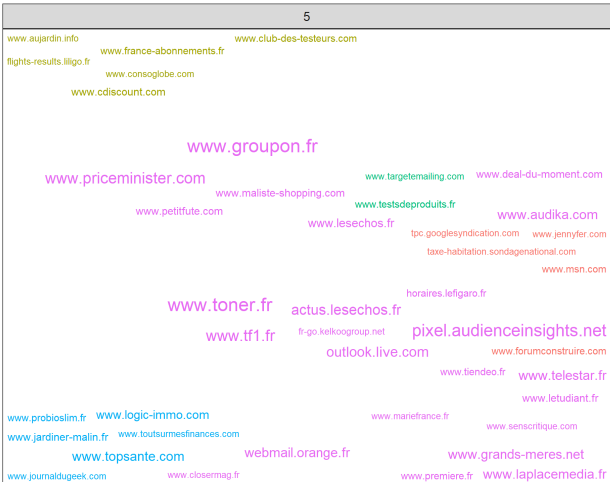 5
www.aujardin.info
www.club-des-testeurs.com
www.france-abonnements.fr
flights-results.liligo.fr
www.consoglobe.com
www.cdiscount.com
www.groupon.fr
www.priceminister.com
www.targetemailing.com
www.deal-du-moment.com
www.maliste-shopping.com
www.testsdeproduits.fr
www.petitfute.com
www.audika.com
www.lesechos.fr
tpc.googlesyndication.com
www.jennyfer.com
taxe-habitation.sondagenational.com
www.msn.com
horaires.lefigaro.fr
www.toner.fr
actus.lesechos.fr
www.tf1.fr
fr-go.kelkoogroup.net
pixel.audienceinsights.net
outlook.live.com
www.forumconstruire.com
www.tiendeo.fr
www.telestar.fr
www.letudiant.fr
www.probioslim.fr
www.logic-immo.com
www.mariefrance.fr
www.senscritique.com
www.jardiner-malin.fr
www.toutsurmesfinances.com
www.topsante.com
webmail.orange.fr
www.grands-meres.net
www.journaldugeek.com
www.closermag.fr
www.premiere.fr
www.laplacemedia.fr